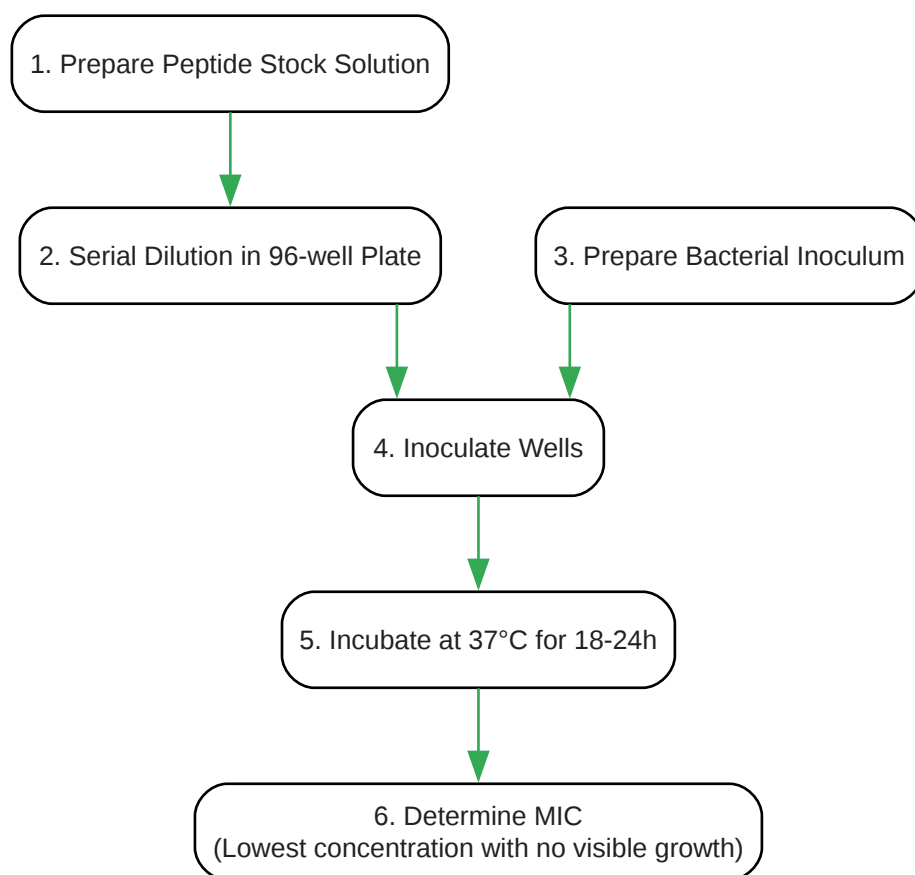 1. Prepare Peptide Stock Solution
2. Serial Dilution in 96-well Plate
3. Prepare Bacterial Inoculum
4. Inoculate Wells
5. Incubate at 37°C for 18-24h
6. Determine MIC
(Lowest concentration with no visible growth)